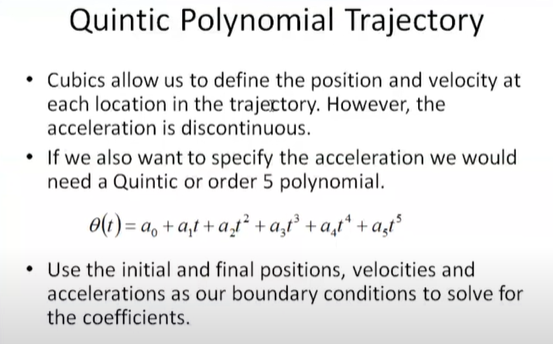 Quintic Polynomial Trajectory
• Cubics allow us to define the position and velocity at
each location in the trajectory. However, the
acceleration is discontinuous.
• If we also want to specify the acceleration we would
need a Quintic or order 5 polynomial.
θ(t) = a₀ + a₁t + a₂t² + a₃t³ + a₄t⁴ + a₅t⁵
• Use the initial and final positions, velocities and
accelerations as our boundary conditions to solve for
the coefficients.